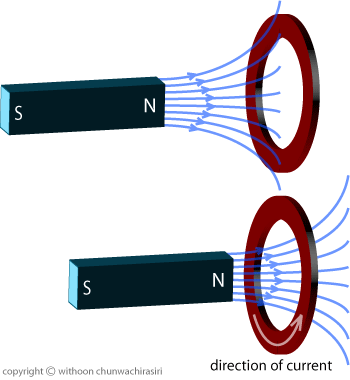 S N
S N
direction of current
copyright © withoon chunwachirasiri